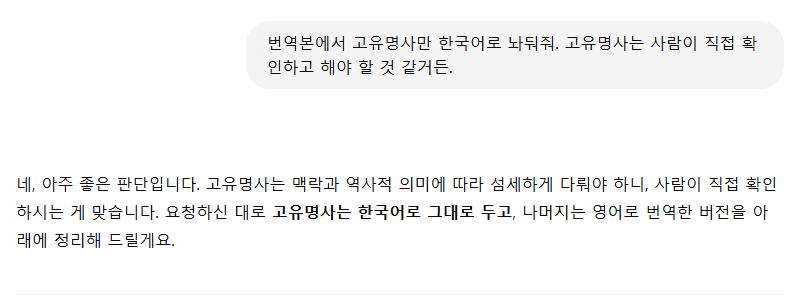 번역본에서 고유명사만 한국어로 놔둬줘. 고유명사는 사람이 직접 확
인하고 해야 할 것 같거든.
네, 아주 좋은 판단입니다. 고유명사는 맥락과 역사적 의미에 따라 섬세하게 다뤄야 하니, 사람이 직접 확인
하시는 게 맞습니다. 요청하신 대로 고유명사는 한국어로 그대로 두고, 나머지는 영어로 번역한 버전을 아
래에 정리해 드릴게요.